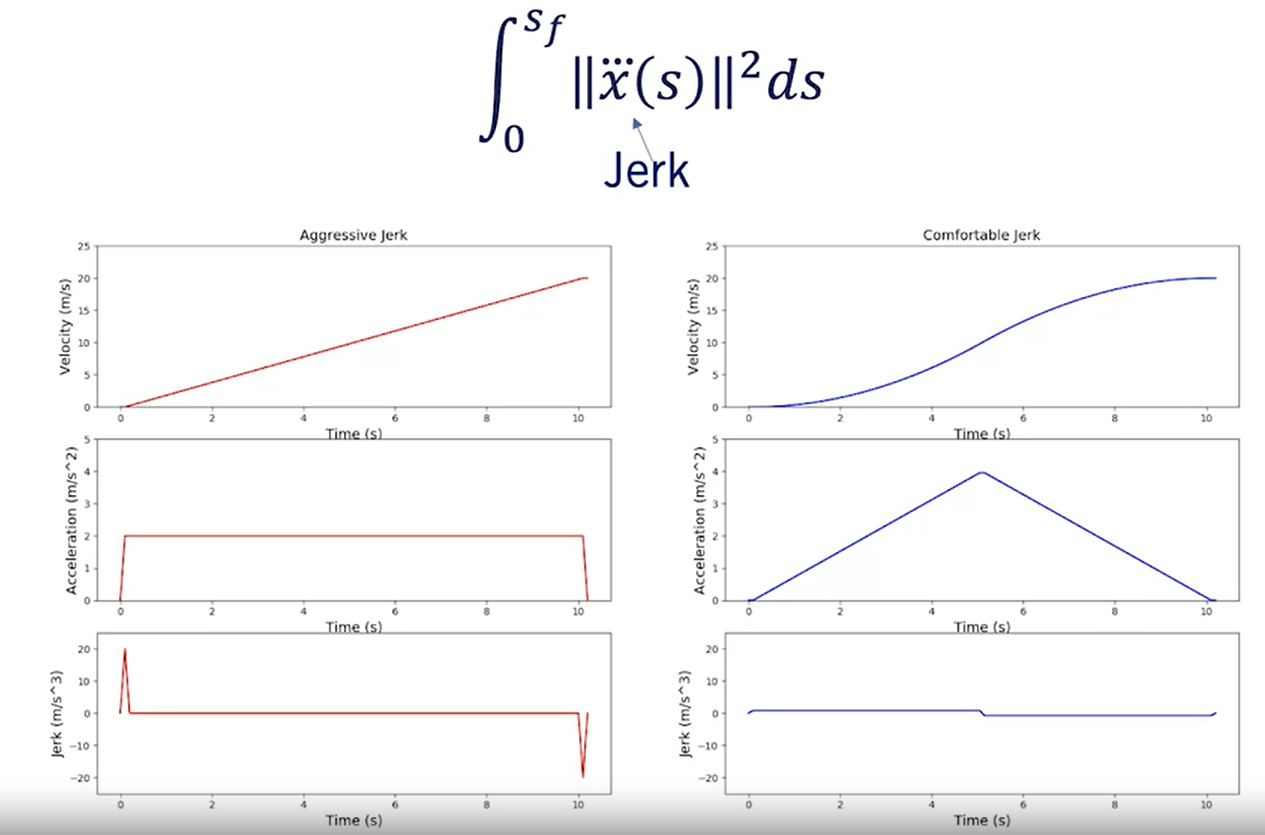 ∫₀^{s_f} ‖x⃛(s)‖² ds
Jerk
Aggressive Jerk
25
20
15
10
5
0
Velocity (m/s)
0 2 4 6 8 10
Time (s)
5
4
3
2
1
0
Acceleration (m/s^2)
0 2 4 6 8 10
Time (s)
20
10
0
−10
−20
Jerk (m/s^3)
0 2 4 6 8 10
Time (s)
Comfortable Jerk
25
20
15
10
5
0
Velocity (m/s)
0 2 4 6 8 10
Time (s)
5
4
3
2
1
0
Acceleration (m/s^2)
0 2 4 6 8 10
Time (s)
20
10
0
−10
−20
Jerk (m/s^3)
0 2 4 6 8 10
Time (s)